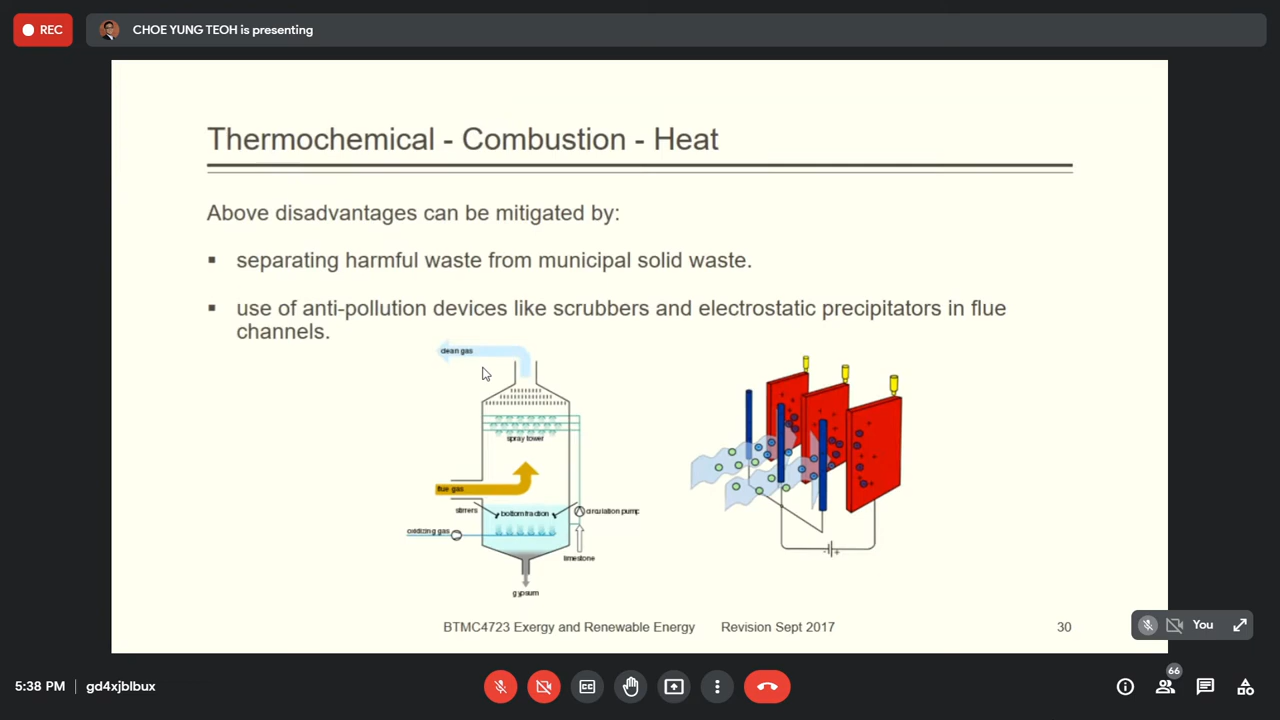 REC
CHOE YUNG TEOH is presenting
Thermochemical - Combustion - Heat
Above disadvantages can be mitigated by:
▪ separating harmful waste from municipal solid waste.
▪ use of anti-pollution devices like scrubbers and electrostatic precipitators in flue
channels.
clean gas
spray tower
flue gas
stirrers
bottom fraction
circulation pump
oxidizing gas
limestone
gypsum
BTMC4723 Exergy and Renewable Energy Revision Sept 2017 30
You
5:38 PM | gd4xjblbux
66